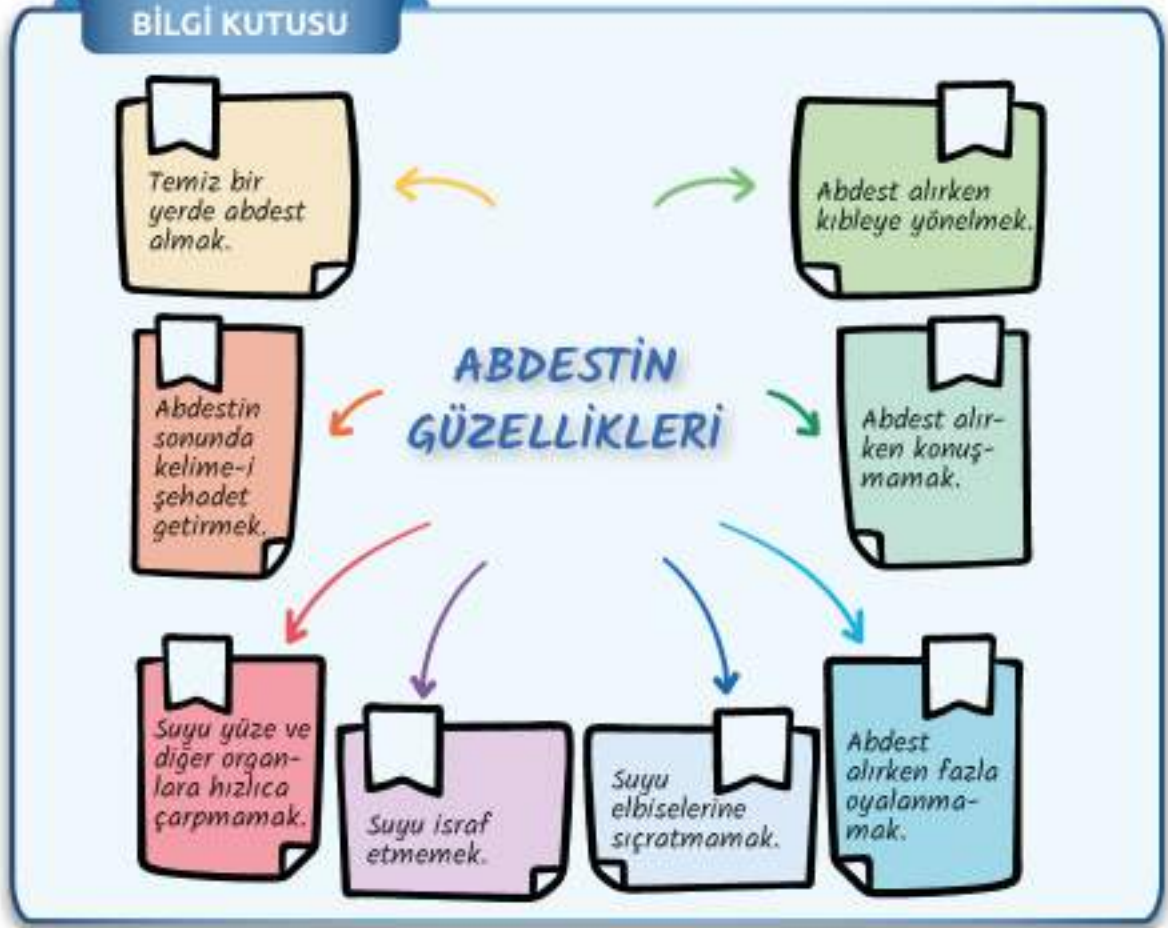 BİLGİ KUTUSU
Temiz bir
yerde abdest
almak.
Abdest alırken
kıbleye yönelmek.
ABDESTİN
GÜZELLİKLERİ
Abdestin
sonunda
kelime-i
şehadet
getirmek.
Abdest alır-
ken konuş-
mamak.
Suyu yüze ve
diğer organ-
lara hızlıca
çarpmamak.
Suyu israf
etmemek.
Suyu
elbiselerine
sıçratmamak.
Abdest
alırken fazla
oyalanma-
mak.